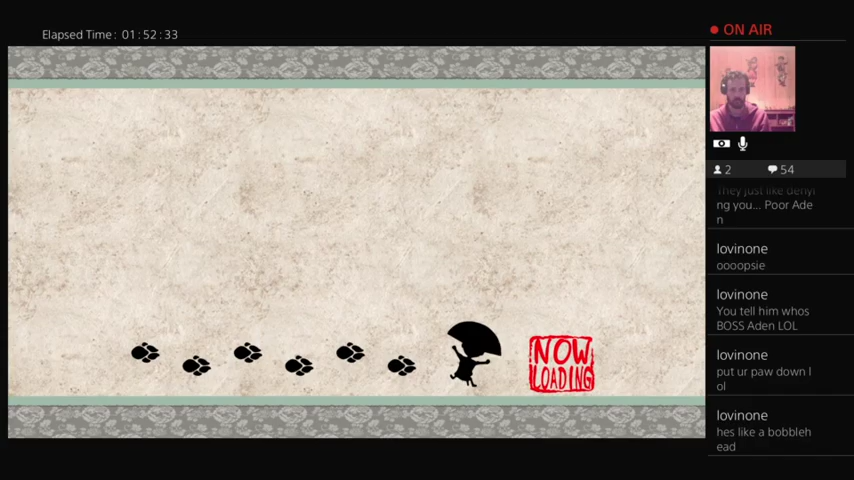 Elapsed Time: 01:52:33
ON AIR
2
54
They just like denyi
ng you... Poor Ade
n
lovinone
oooopsie
lovinone
You tell him whos
BOSS Aden LOL
lovinone
put ur paw down l
ol
lovinone
hes like a bobbleh
ead
NOW
LOADING